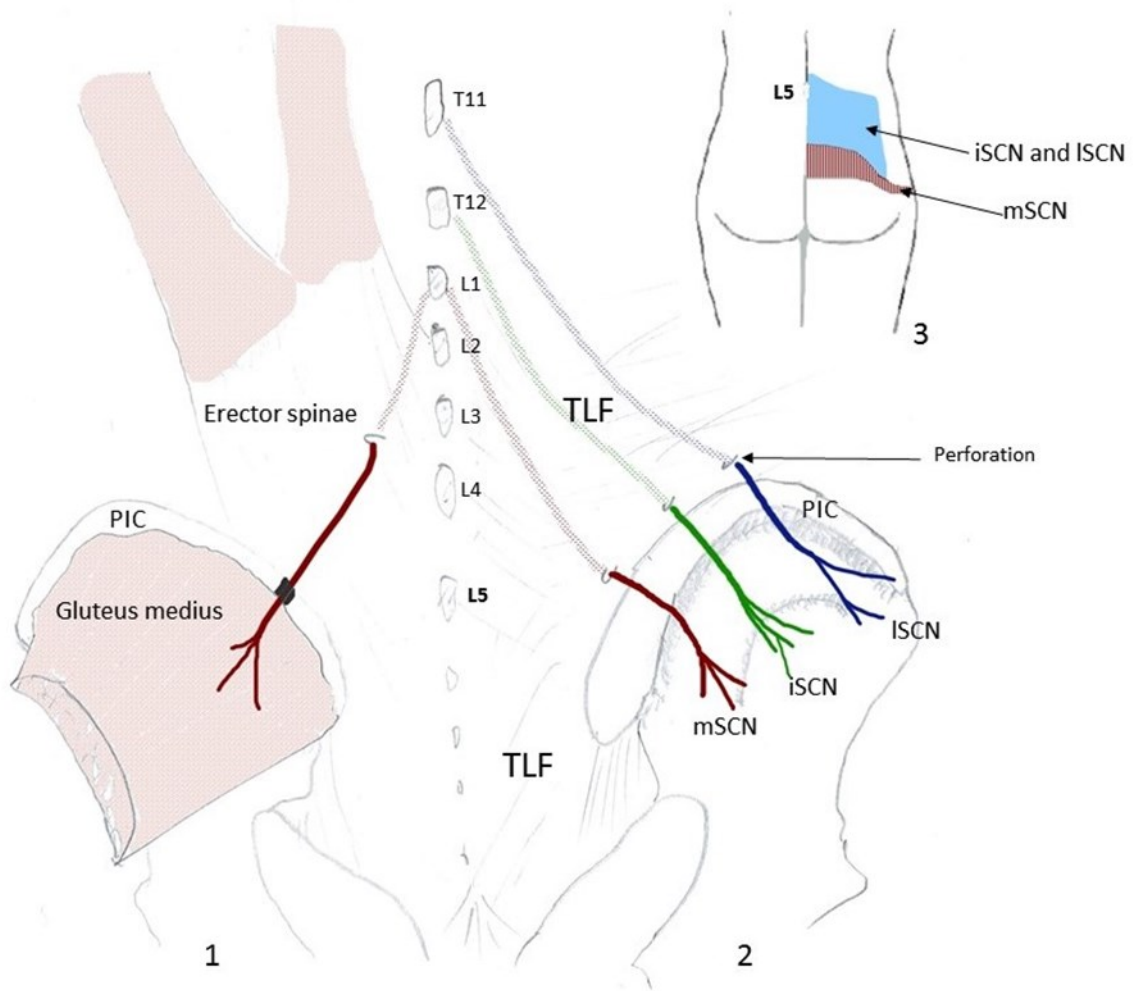 T11
L5
iSCN and lSCN
T12
mSCN
L1
3
L2
Erector spinae
L3
TLF
Perforation
L4
PIC
PIC
Gluteus medius
L5
lSCN
iSCN
mSCN
TLF
1
2